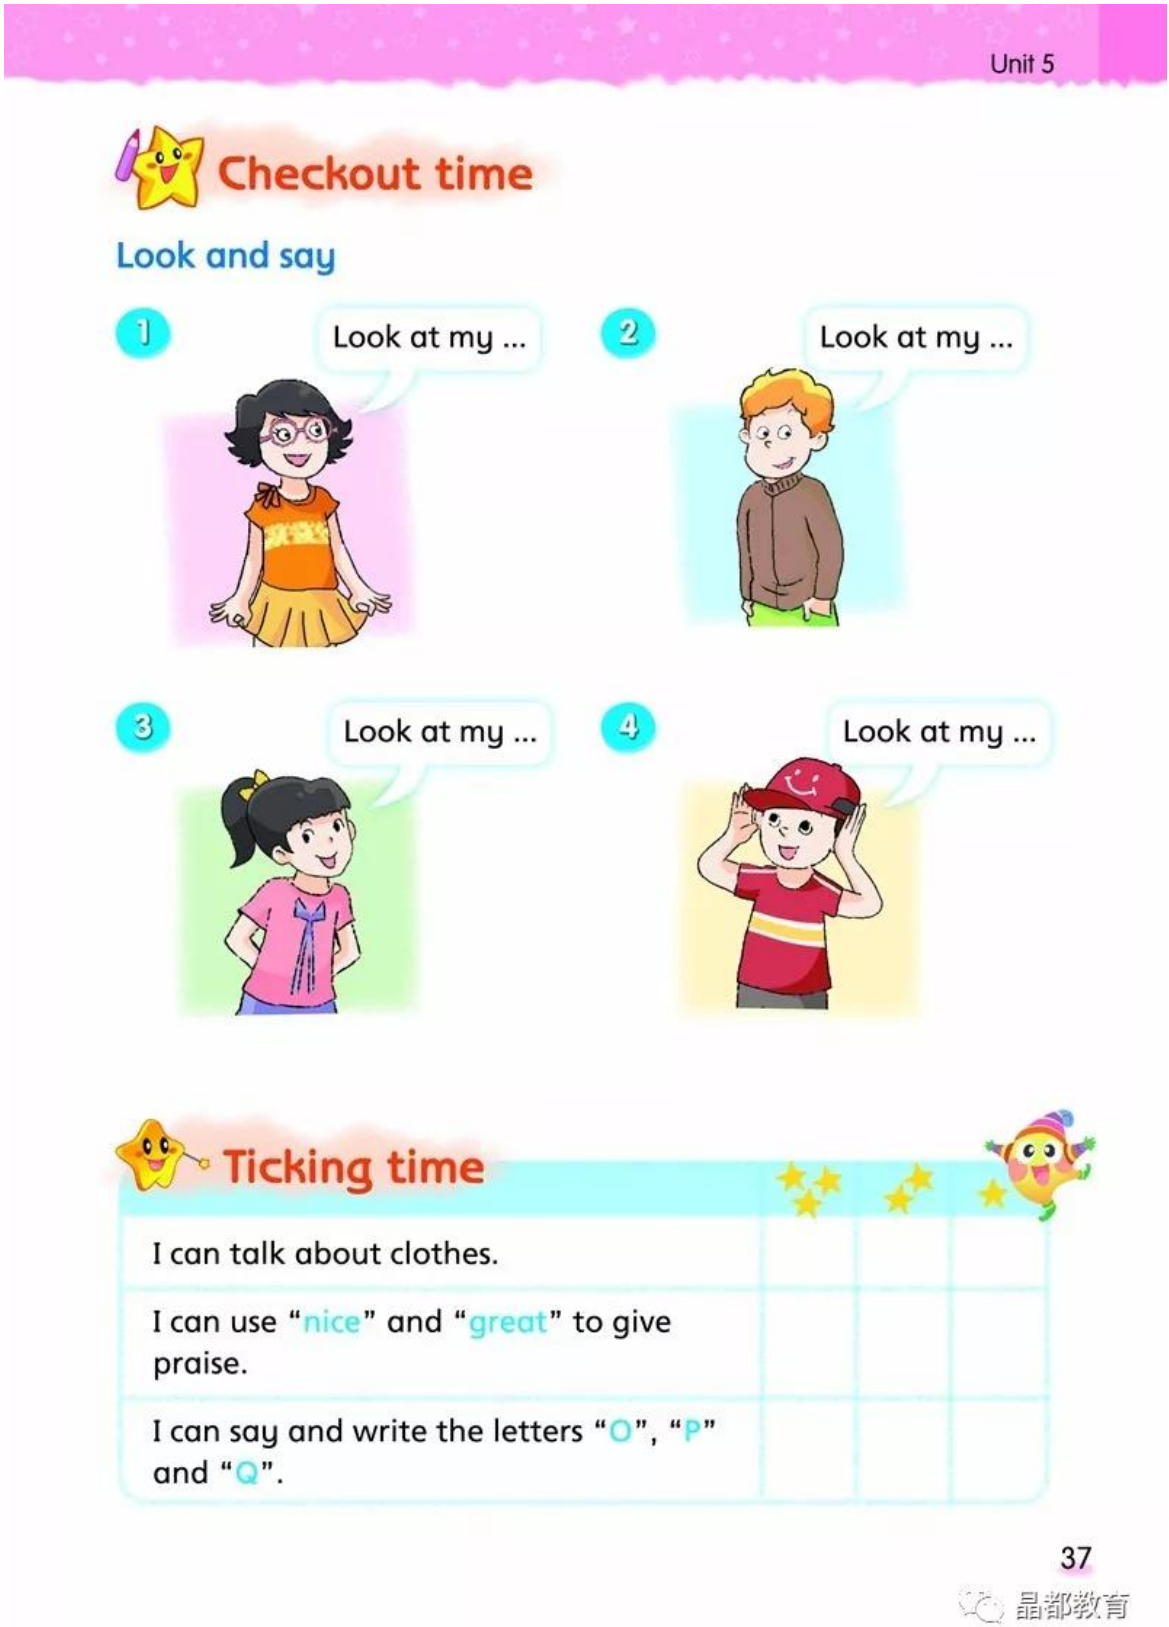 Unit 5
Checkout time
Look and say
1
Look at my ...
2
Look at my ...
3
Look at my ...
4
Look at my ...
Ticking time
I can talk about clothes.
I can use “nice” and “great” to give
praise.
I can say and write the letters “O”, “P”
and “Q”.
37
晶都教育